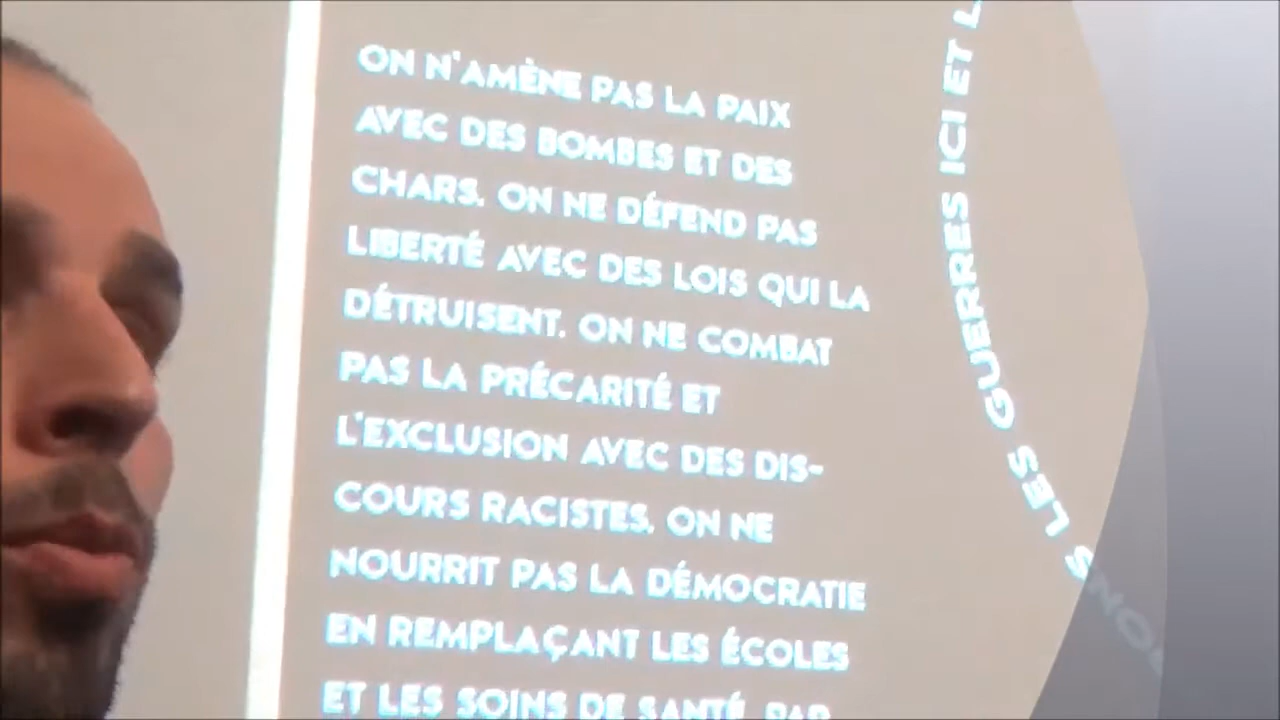 ON N'AMÈNE PAS LA PAIX
AVEC DES BOMBES ET DES
CHARS. ON NE DÉFEND PAS
LIBERTÉ AVEC DES LOIS QUI LA
DÉTRUISENT. ON NE COMBAT
PAS LA PRÉCARITÉ ET
L'EXCLUSION AVEC DES DIS-
COURS RACISTES. ON NE
NOURRIT PAS LA DÉMOCRATIE
EN REMPLAÇANT LES ÉCOLES
ET LES SOINS DE SANTÉ PAR
LES GUERRES ICI ET